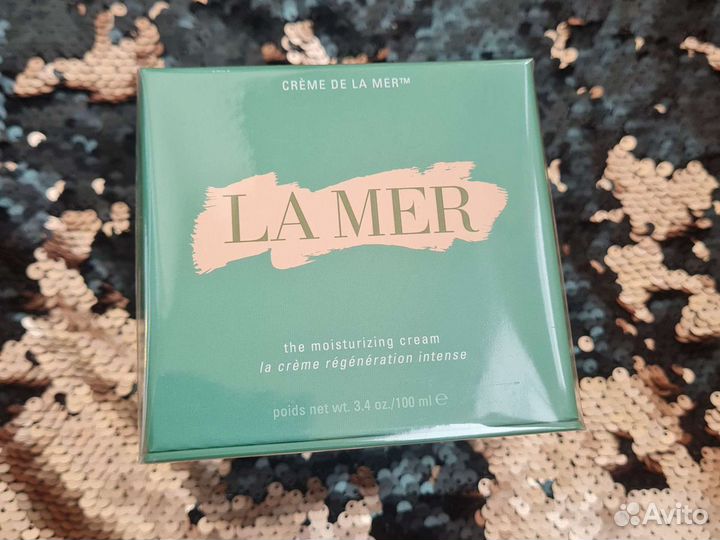 CRÈME DE LA MER™
LA MER
the moisturizing cream
la crème régénération intense
poids net wt. 3.4 oz./100 ml ℮
Avito